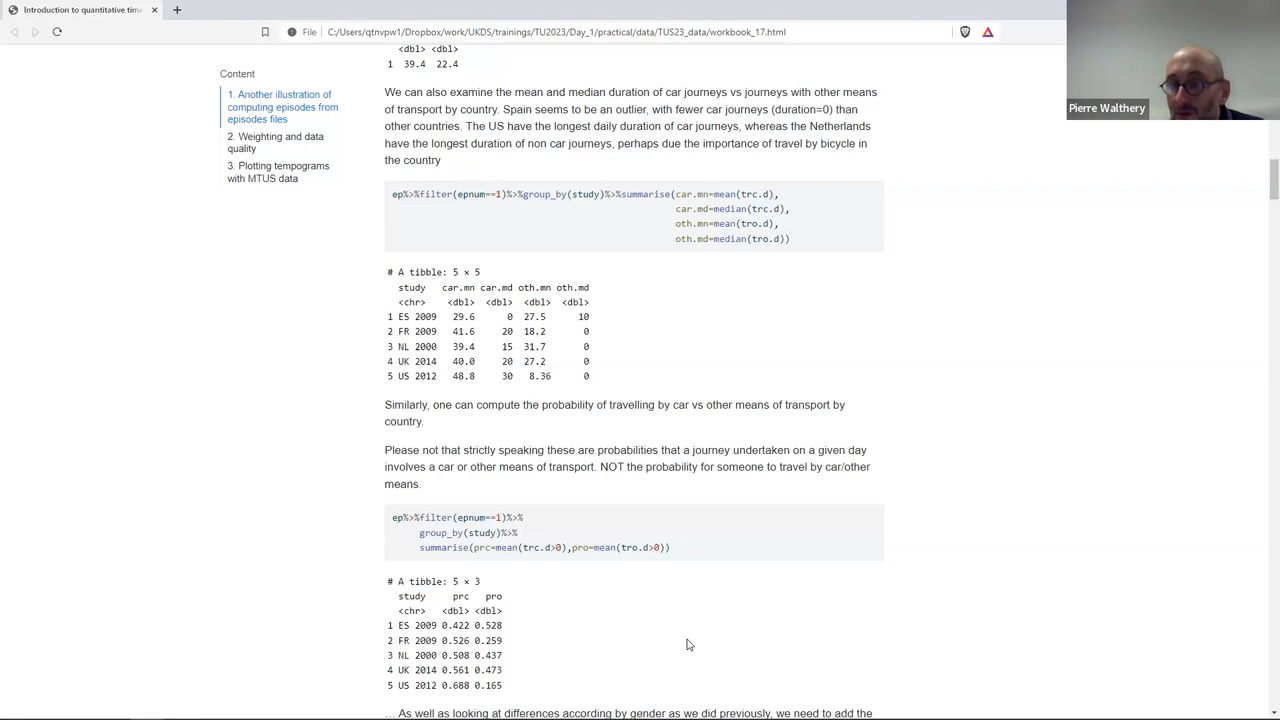 Introduction to quantitative tim
File
C:/Users/qtnvpw1/Dropbox/work/UKDS/trainings/TU2023/Day_1/practical/data/TUS23_data/workbook_17.html
Pierre Walthery
Content
1. Another illustration of
computing episodes from
episodes files
2. Weighting and data
quality
3. Plotting tempograms
with MTUS data
<dbl> <dbl>
1 39.4 22.4
We can also examine the mean and median duration of car journeys vs journeys with other means
of transport by country. Spain seems to be an outlier, with fewer car journeys (duration=0) than
other countries. The US have the longest daily duration of car journeys, whereas the Netherlands
have the longest duration of non car journeys, perhaps due the importance of travel by bicycle in
the country
ep%>%filter(epnum==1)%>%group_by(study)%>%summarise(car.mn=mean(trc.d),
car.md=median(trc.d),
oth.mn=mean(tro.d),
oth.md=median(tro.d))
# A tibble: 5 × 5
study car.mn car.md oth.mn oth.md
<chr> <dbl> <dbl> <dbl> <dbl>
1 ES 2009 29.6 0 27.5 10
2 FR 2009 41.6 20 18.2 0
3 NL 2000 39.4 15 31.7 0
4 UK 2014 40.0 20 27.2 0
5 US 2012 48.8 30 8.36 0
Similarly, one can compute the probability of travelling by car vs other means of transport by
country.
Please not that strictly speaking these are probabilities that a journey undertaken on a given day
involves a car or other means of transport. NOT the probability for someone to travel by car/other
means.
ep%>%filter(epnum==1)%>%
group_by(study)%>%
summarise(prc=mean(trc.d>0),pro=mean(tro.d>0))
# A tibble: 5 × 3
study prc pro
<chr> <dbl> <dbl>
1 ES 2009 0.422 0.528
2 FR 2009 0.526 0.259
3 NL 2000 0.508 0.437
4 UK 2014 0.561 0.473
5 US 2012 0.688 0.165
... As well as looking at differences according by gender as we did previously, we need to add the